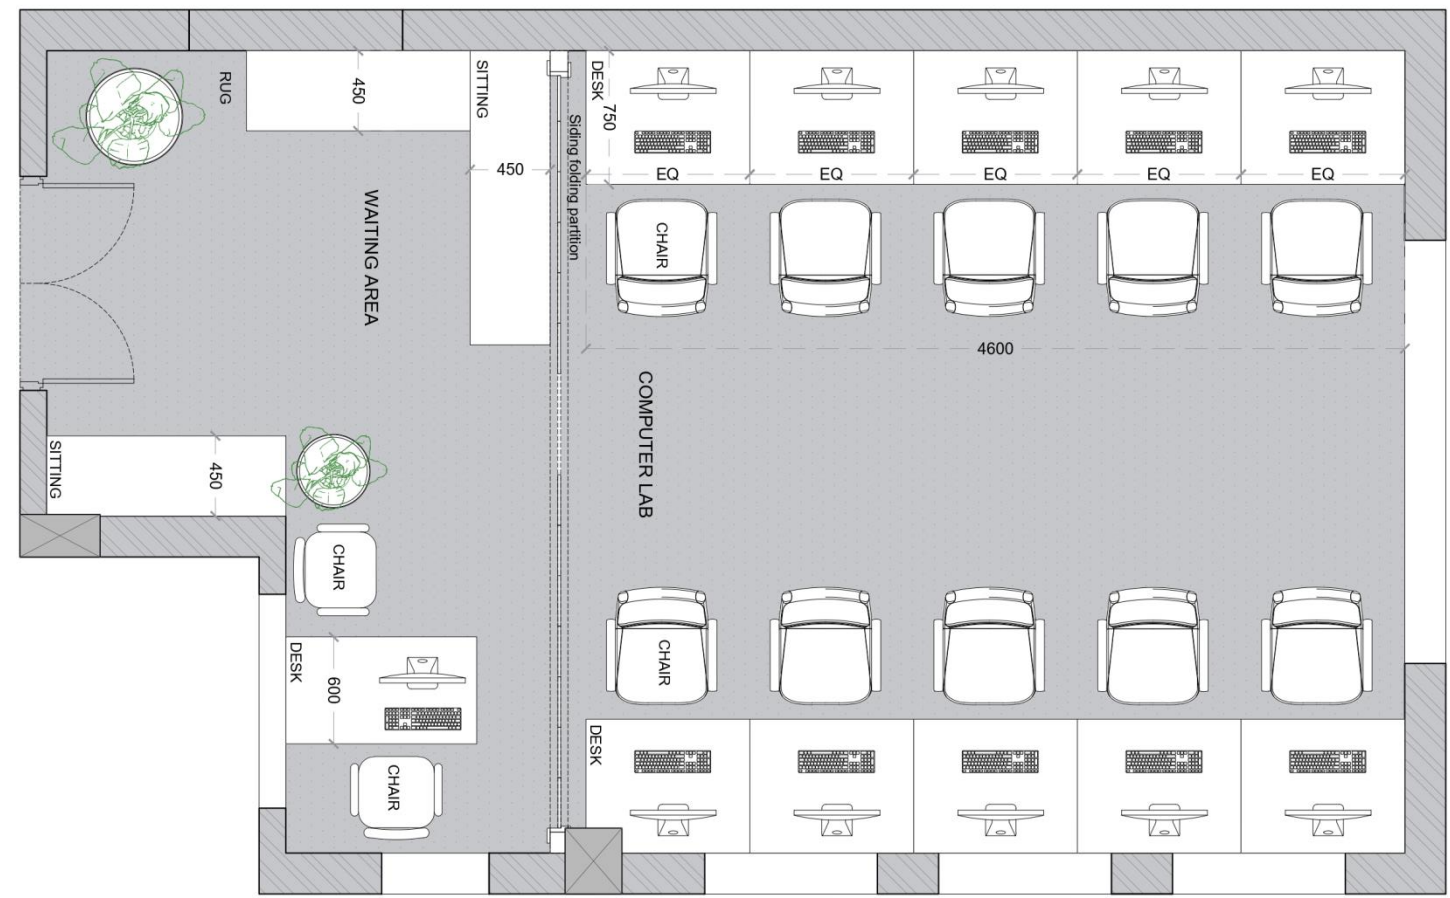 RUG
450
SITTING
450
Siding folding partition
DESK
750
EQ
EQ
EQ
EQ
EQ
CHAIR
WAITING AREA
4600
COMPUTER LAB
SITTING
450
CHAIR
CHAIR
DESK
600
DESK
CHAIR